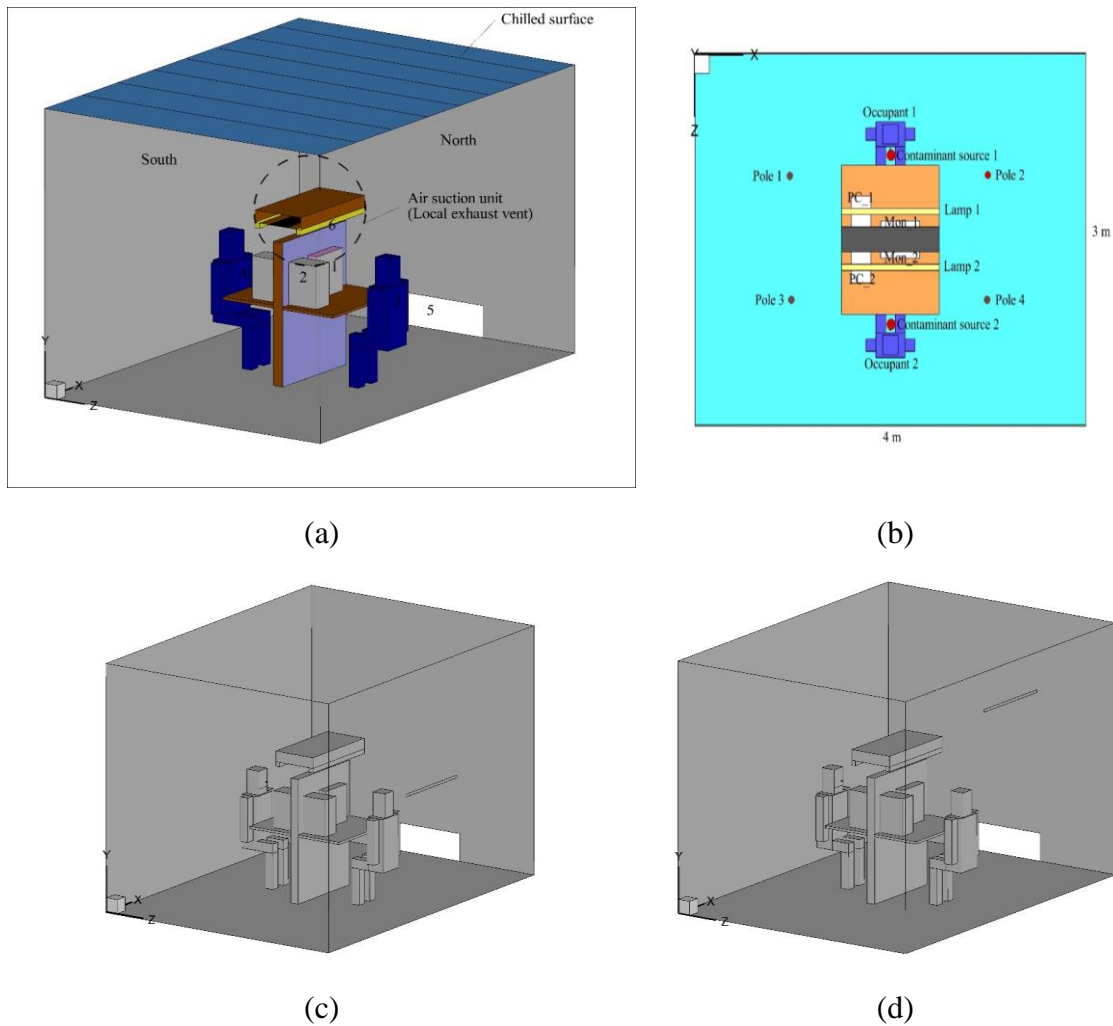 Chilled surface
North
South
Air suction unit
(Local exhaust vent)
6
1
2
5
Y
X
Z
(a)
Y
X
Z
Occupant 1
Contaminant source 1
Pole 1
Pole 2
PC_1
Lamp 1
Mon_1
3 m
Mon_2
Lamp 2
PC_2
Pole 3
Pole 4
Contaminant source 2
Occupant 2
4 m
(b)
Y
X
Z
(c)
Y
X
Z
(d)